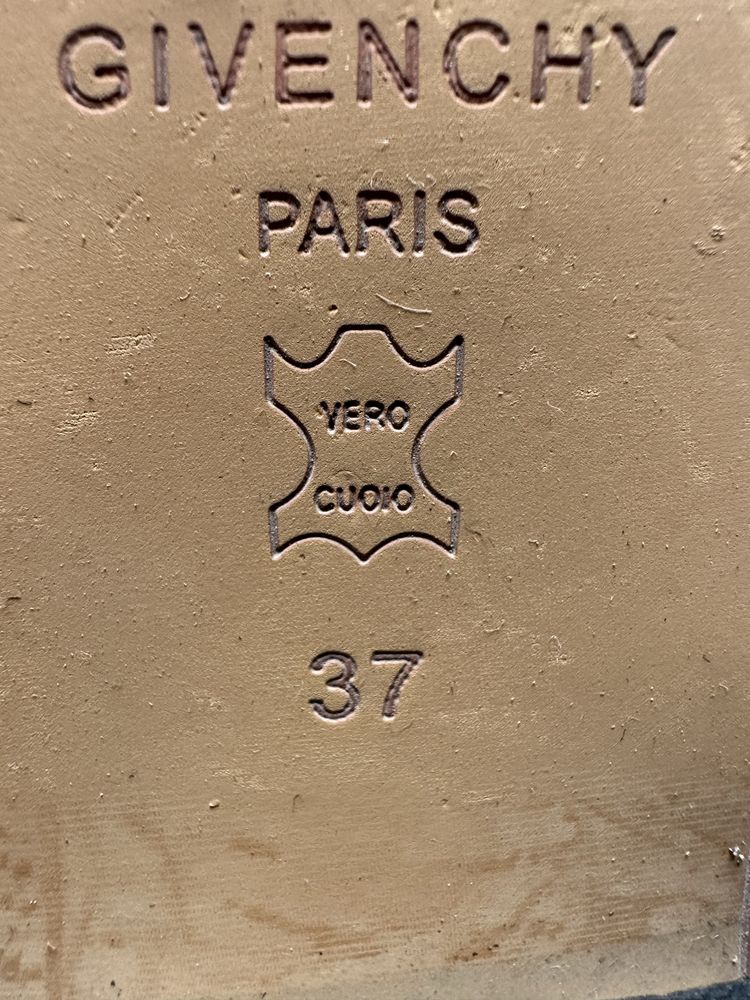 GIVENCHY
PARIS
VERO
CUOIO
37